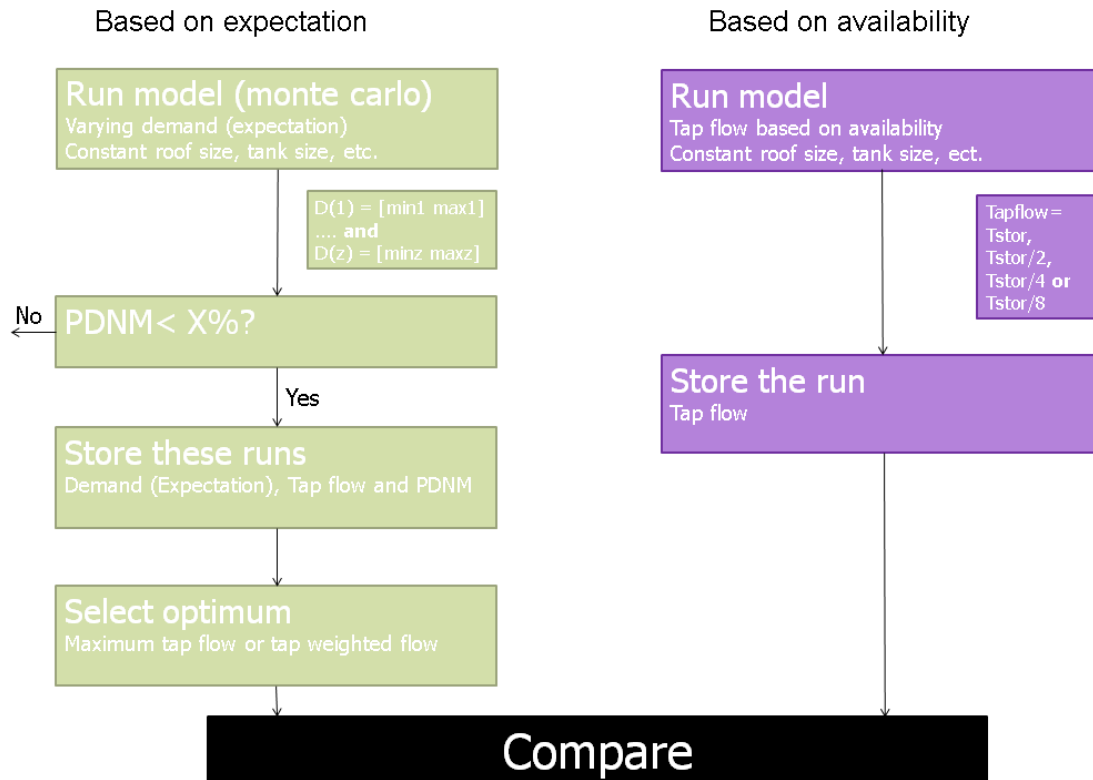 Based on expectation
Run model (monte carlo)
Varying demand (expectation)
Constant roof size, tank size, etc.
D(1) = [min1 max1]
.... and
D(z) = [minz maxz]
No
PDNM< X%?
Yes
Store these runs
Demand (Expectation), Tap flow and PDNM
Select optimum
Maximum tap flow or tap weighted flow
Based on availability
Run model
Tap flow based on availability
Constant roof size, tank size, ect.
Tapflow=
Tstor,
Tstor/2,
Tstor/4 or
Tstor/8
Store the run
Tap flow
Compare